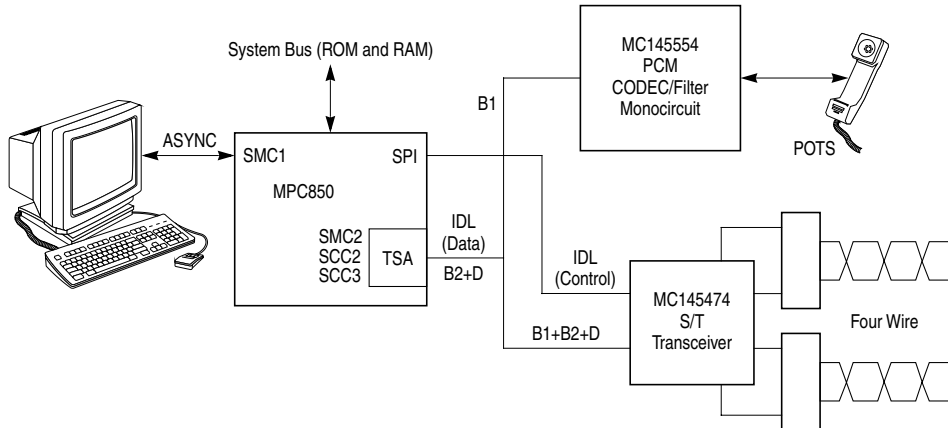 System Bus (ROM and RAM)
MC145554
PCM
CODEC/Filter
Monocircuit
B1
POTS
ASYNC
SMC1
SPI
MPC850
SMC2
SCC2
SCC3
TSA
IDL
(Data)
B2+D
IDL
(Control)
MC145474
S/T
Transceiver
B1+B2+D
Four Wire